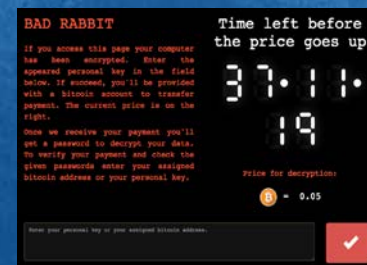 BAD RABBIT
If you access this page your computer
has been encrypted. Enter the
appeared personal key in the field
below. If succeed, you'll be provided
with a bitcoin account to transfer
payment. The current price is on the
right.
Once we receive your payment you'll
get a password to decrypt your data.
To verify your payment and check the
given passwords enter your assigned
bitcoin address or your personal key.
Time left before
the price goes up
37·11·
19
Price for decryption:
= 0.05
Enter your personal key or your assigned bitcoin address.